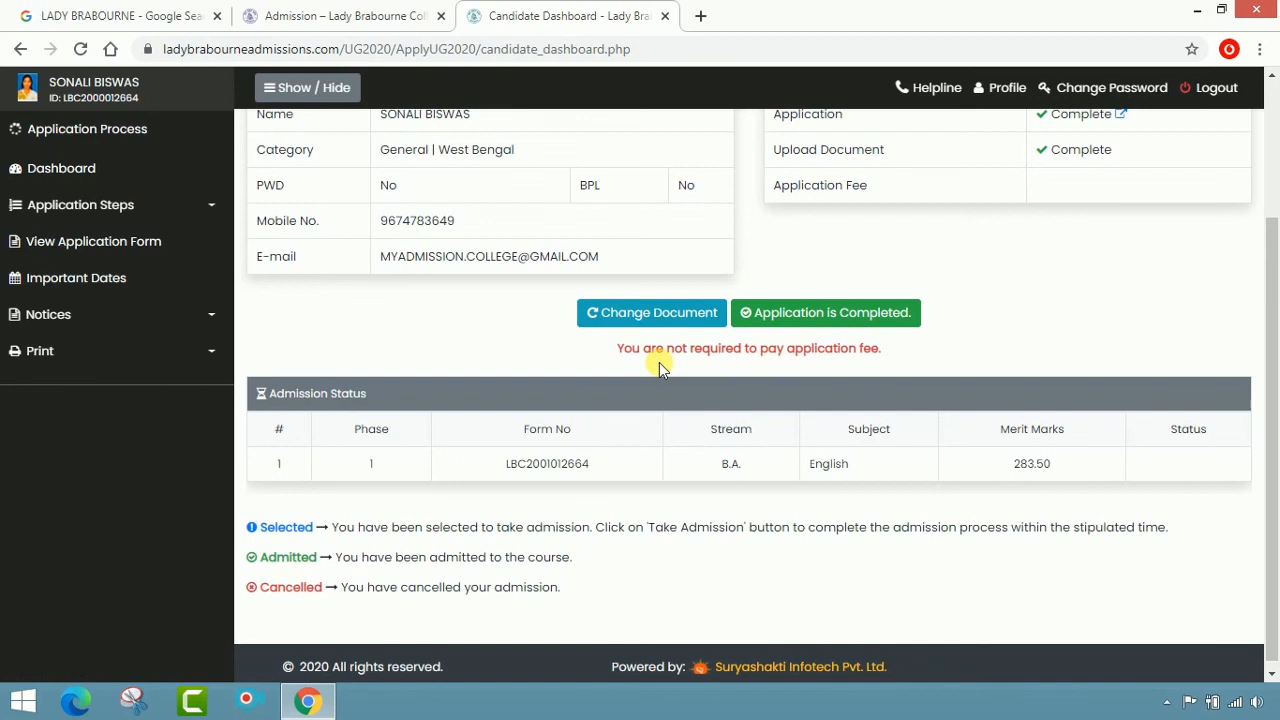 LADY BRABOURNE - Google Sea
Admission – Lady Brabourne Coll
Candidate Dashboard - Lady Bra
ladybrabourneadmissions.com/UG2020/ApplyUG2020/candidate_dashboard.php
SONALI BISWAS
ID: LBC2000012664
Show / Hide
Helpline Profile Change Password Logout
Application Process
Dashboard
Application Steps
View Application Form
Important Dates
Notices
Print
Name SONALI BISWAS
Category General | West Bengal
PWD No BPL No
Mobile No. 9674783649
E-mail MYADMISSION.COLLEGE@GMAIL.COM
Application Complete
Upload Document Complete
Application Fee
Change Document Application is Completed.
You are not required to pay application fee.
Admission Status
# Phase Form No Stream Subject Merit Marks Status
1 1 LBC2001012664 B.A. English 283.50
Selected → You have been selected to take admission. Click on 'Take Admission' button to complete the admission process within the stipulated time.
Admitted → You have been admitted to the course.
Cancelled → You have cancelled your admission.
© 2020 All rights reserved. Powered by: Suryashakti Infotech Pvt. Ltd.